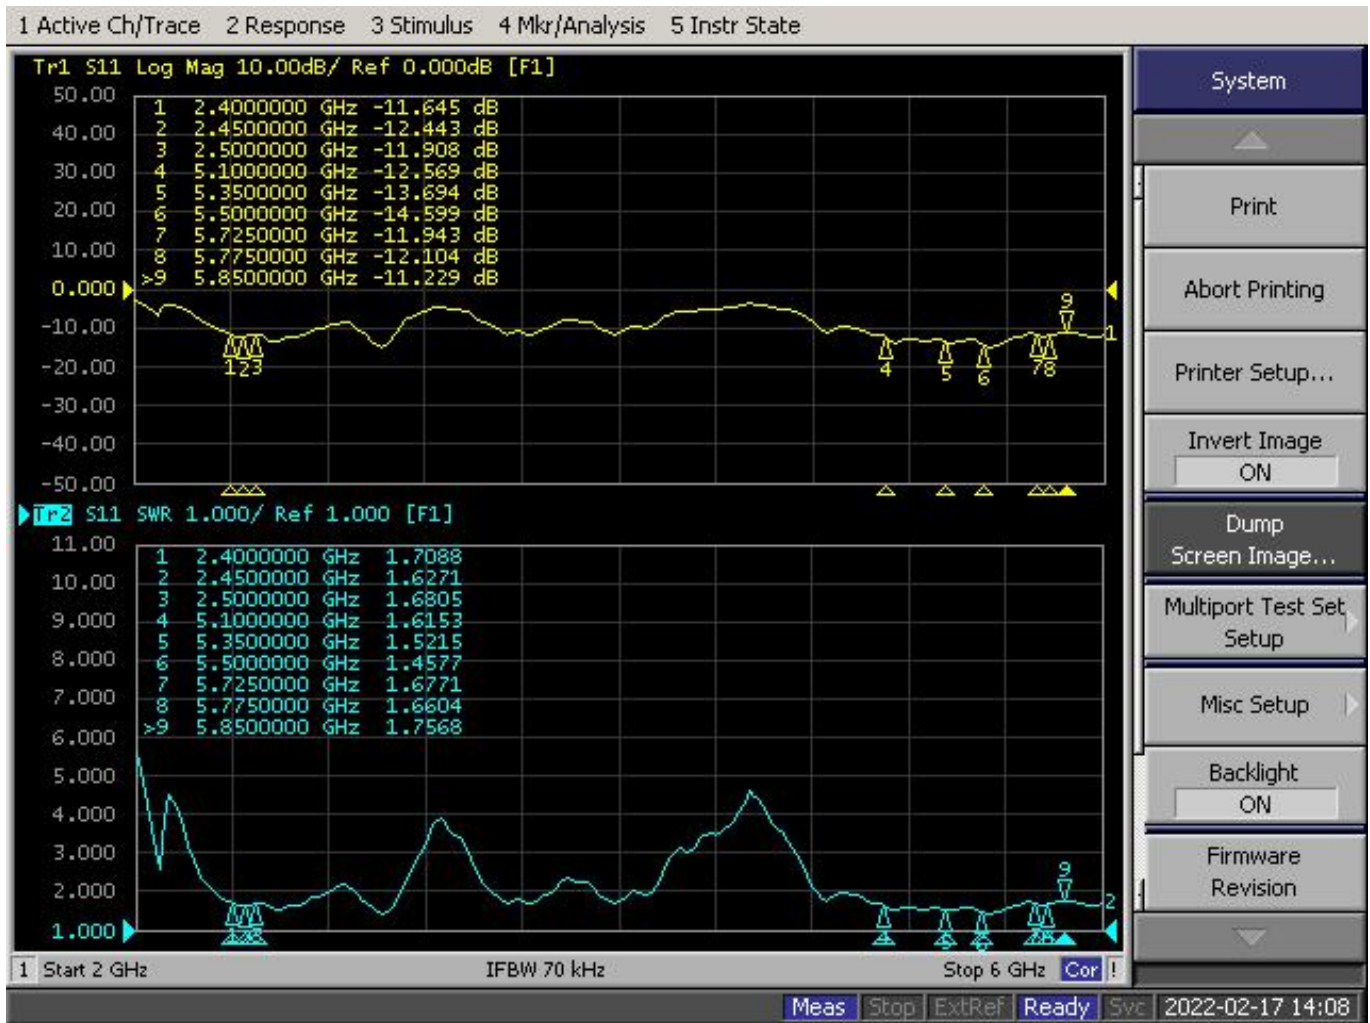 1 Active Ch/Trace 2 Response 3 Stimulus 4 Mkr/Analysis 5 Instr State
Tr1 S11 Log Mag 10.00dB/ Ref 0.000dB [F1]
50.00
40.00
30.00
20.00
10.00
0.000
-10.00
-20.00
-30.00
-40.00
-50.00
1 2.4000000 GHz -11.645 dB
2 2.4500000 GHz -12.443 dB
3 2.5000000 GHz -11.908 dB
4 5.1000000 GHz -12.569 dB
5 5.3500000 GHz -13.694 dB
6 5.5000000 GHz -14.599 dB
7 5.7250000 GHz -11.943 dB
8 5.7750000 GHz -12.104 dB
>9 5.8500000 GHz -11.229 dB
9
1
123 4 5 6 78
Tr2 S11 SWR 1.000/ Ref 1.000 [F1]
11.00
10.00
9.000
8.000
7.000
6.000
5.000
4.000
3.000
2.000
1.000
1 2.4000000 GHz 1.7088
2 2.4500000 GHz 1.6271
3 2.5000000 GHz 1.6805
4 5.1000000 GHz 1.6153
5 5.3500000 GHz 1.5215
6 5.5000000 GHz 1.4577
7 5.7250000 GHz 1.6771
8 5.7750000 GHz 1.6604
>9 5.8500000 GHz 1.7568
9
2
4 5 6
1 Start 2 GHz IFBW 70 kHz Stop 6 GHz Cor !
Meas Stop ExtRef Ready Svc 2022-02-17 14:08
System
Print
Abort Printing
Printer Setup...
Invert Image
ON
Dump
Screen Image...
Multiport Test Set
Setup
Misc Setup
Backlight
ON
Firmware
Revision